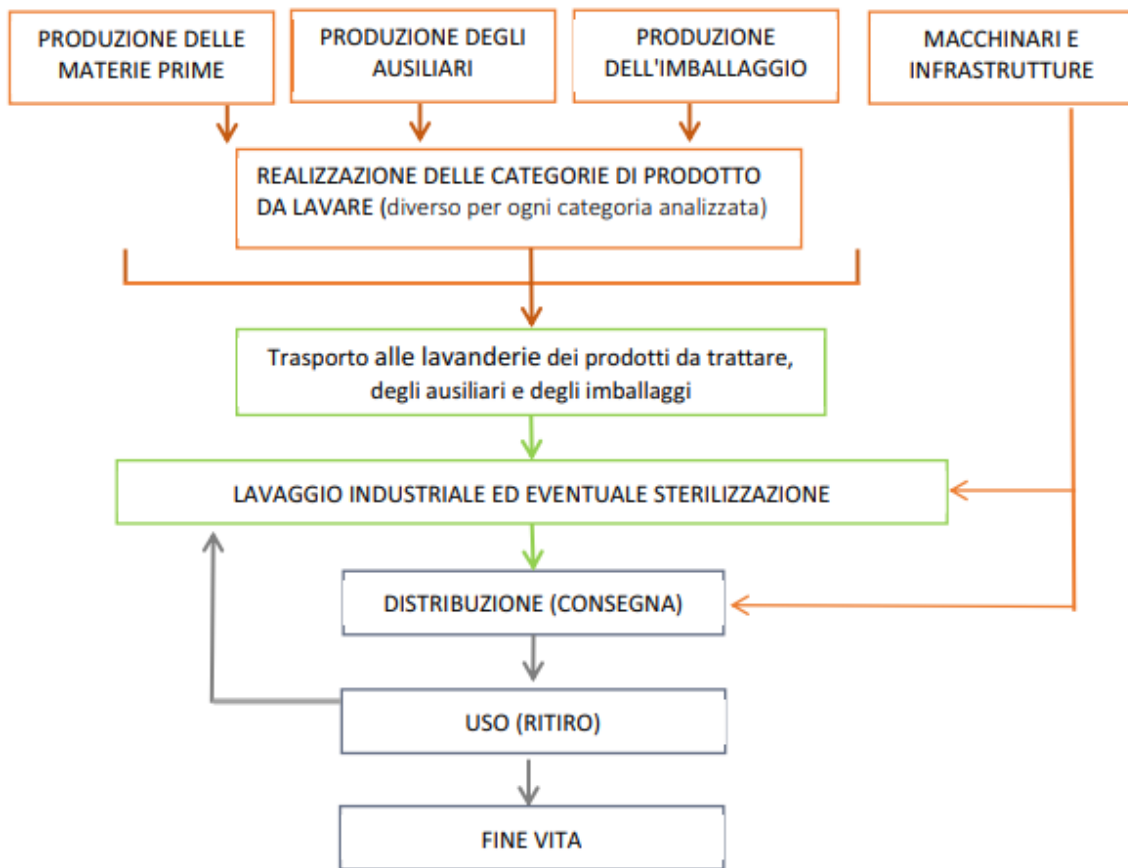 PRODUZIONE DELLE
MATERIE PRIME
PRODUZIONE DEGLI
AUSILIARI
PRODUZIONE
DELL'IMBALLAGGIO
MACCHINARI E
INFRASTRUTTURE
REALIZZAZIONE DELLE CATEGORIE DI PRODOTTO
DA LAVARE (diverso per ogni categoria analizzata)
Trasporto alle lavanderie dei prodotti da trattare,
degli ausiliari e degli imballaggi
LAVAGGIO INDUSTRIALE ED EVENTUALE STERILIZZAZIONE
DISTRIBUZIONE (CONSEGNA)
USO (RITIRO)
FINE VITA